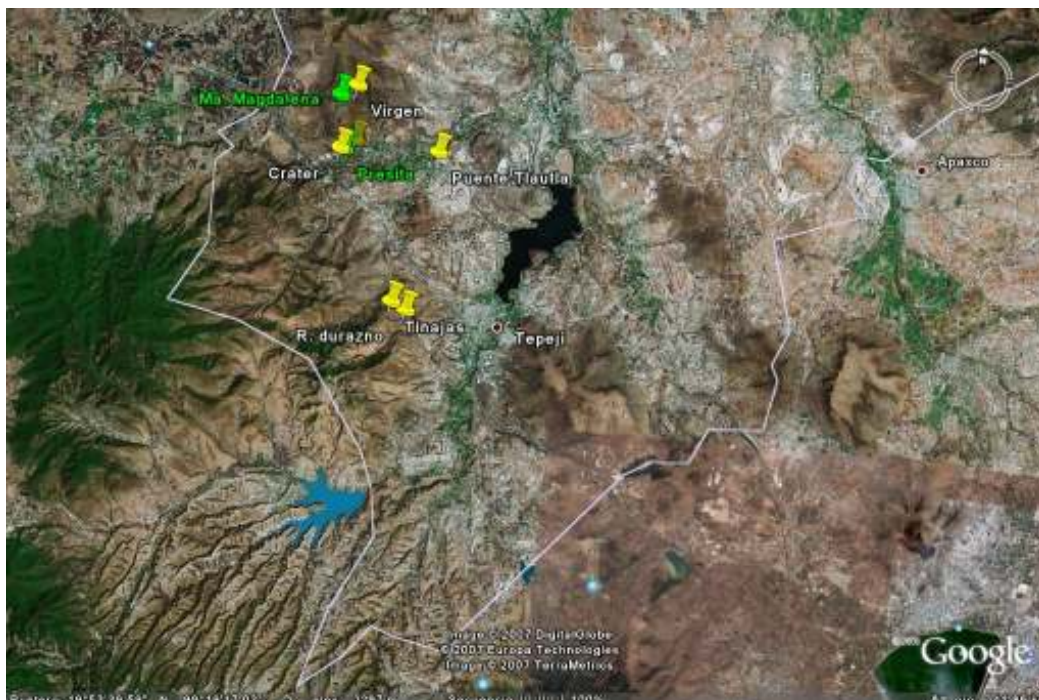 N
Ma. Magdalena
Virgen
Crater
Presita
Puente Tlautla
Apaxco
R. durazno
Tinajas
Tepeji
Image © 2007 DigitalGlobe
© 2007 Europa Technologies
Image © 2007 TerraMetrics
Google
100%